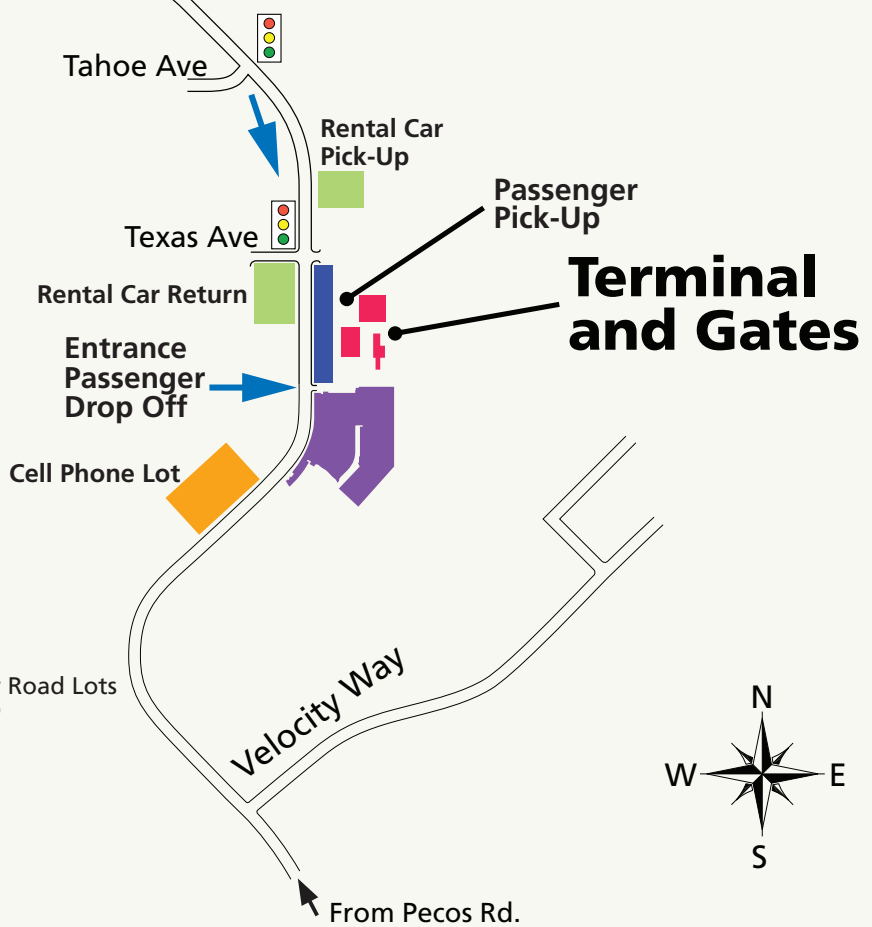 Tahoe Ave
Rental Car
Pick-Up
Passenger
Pick-Up
Texas Ave
Terminal
and Gates
Rental Car Return
Entrance
Passenger
Drop Off
Cell Phone Lot
Road Lots
Velocity Way
N
W
E
S
From Pecos Rd.